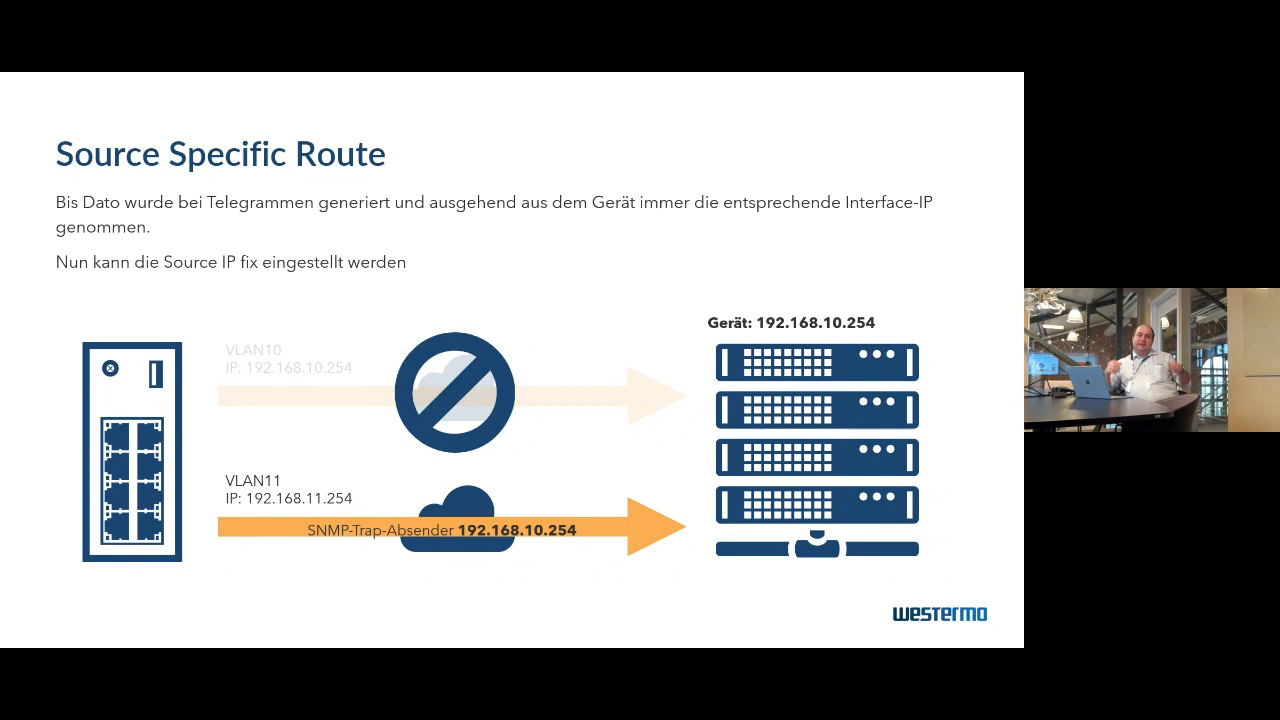 Source Specific Route
Bis Dato wurde bei Telegrammen generiert und ausgehend aus dem Gerät immer die entsprechende Interface-IP
genommen.
Nun kann die Source IP fix eingestellt werden
Gerät: 192.168.10.254
VLAN10
IP: 192.168.10.254
VLAN11
IP: 192.168.11.254
SNMP-Trap-Absender 192.168.10.254
westermo